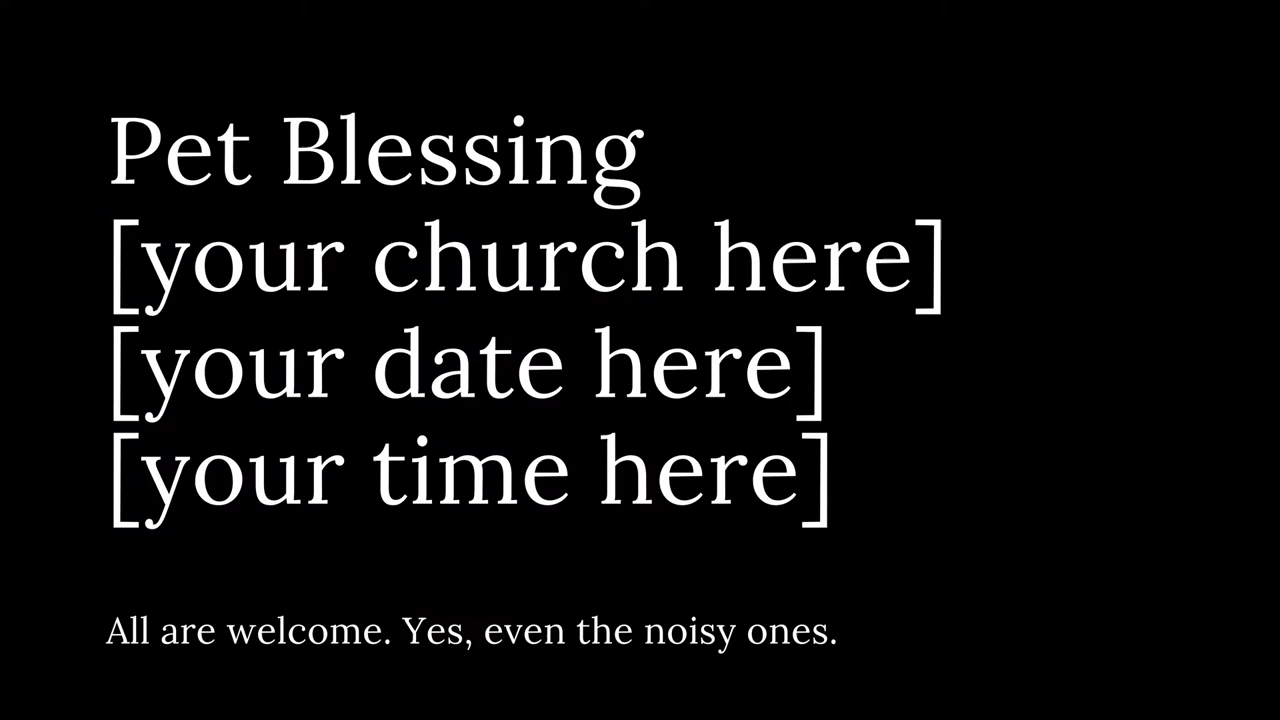 Pet Blessing
[your church here]
[your date here]
[your time here]
All are welcome. Yes, even the noisy ones.